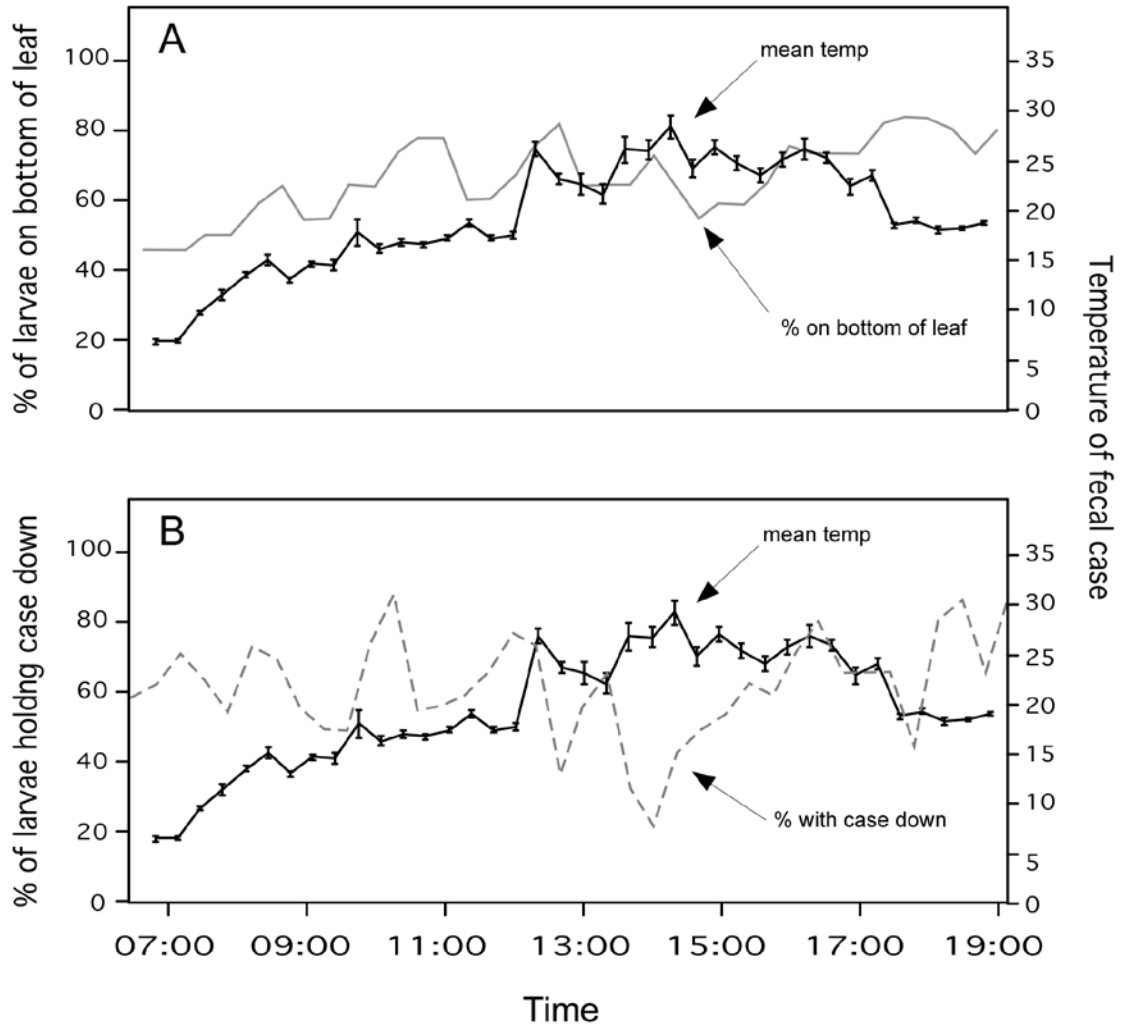 A
mean temp
% on bottom of leaf
% of larvae on bottom of leaf
100
80
60
40
20
0
35
30
25
20
15
10
5
0
Temperature of fecal case
B
mean temp
% with case down
% of larvae holdng case down
100
80
60
40
20
0
35
30
25
20
15
10
5
0
07:00 09:00 11:00 13:00 15:00 17:00 19:00
Time